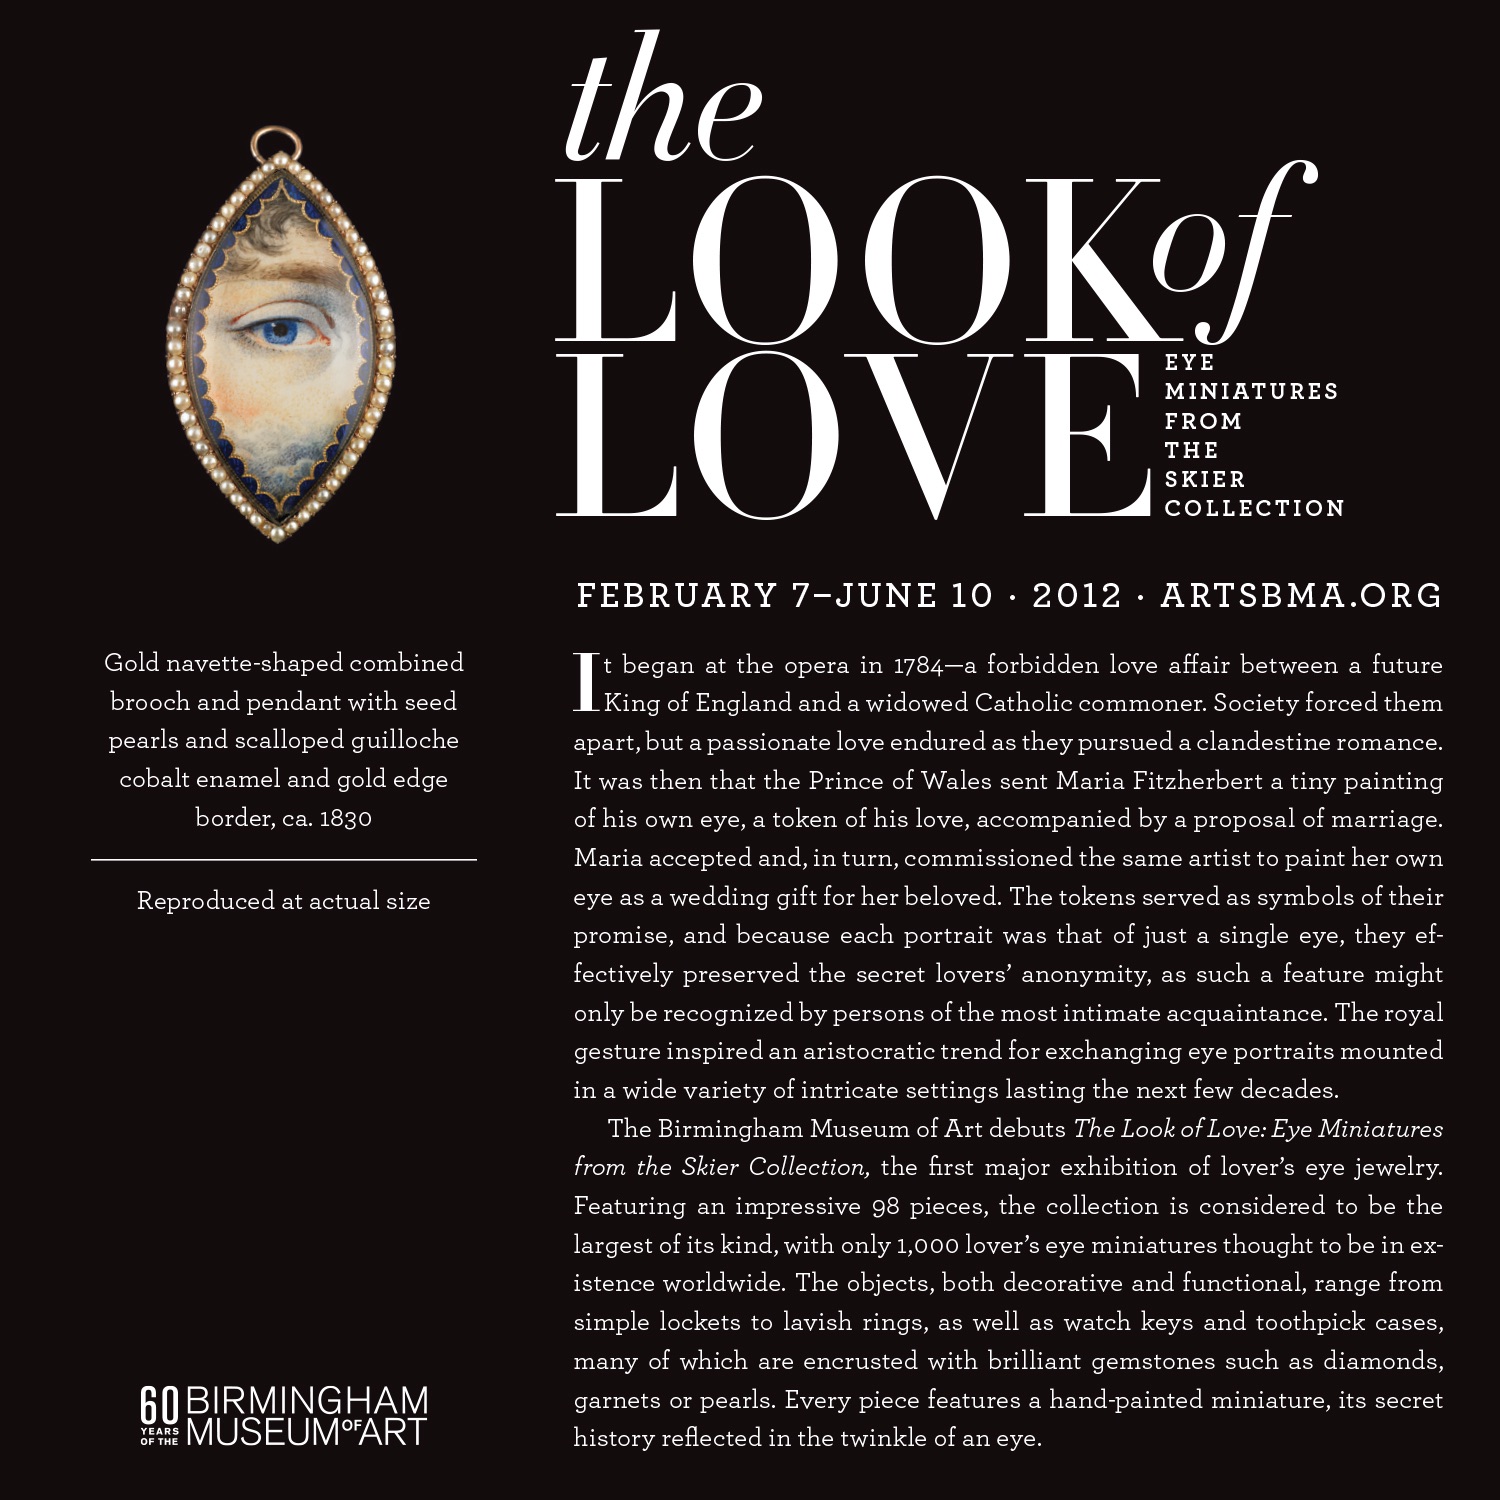 the
LOOK of
LOVE
EYE
MINIATURES
FROM
THE
SKIER
COLLECTION
FEBRUARY 7–JUNE 10 · 2012 · ARTSBMA.ORG
Gold navette-shaped combined
brooch and pendant with seed
pearls and scalloped guilloche
cobalt enamel and gold edge
border, ca. 1830
Reproduced at actual size
It began at the opera in 1784—a forbidden love affair between a future
King of England and a widowed Catholic commoner. Society forced them
apart, but a passionate love endured as they pursued a clandestine romance.
It was then that the Prince of Wales sent Maria Fitzherbert a tiny painting
of his own eye, a token of his love, accompanied by a proposal of marriage.
Maria accepted and, in turn, commissioned the same artist to paint her own
eye as a wedding gift for her beloved. The tokens served as symbols of their
promise, and because each portrait was that of just a single eye, they ef-
fectively preserved the secret lovers’ anonymity, as such a feature might
only be recognized by persons of the most intimate acquaintance. The royal
gesture inspired an aristocratic trend for exchanging eye portraits mounted
in a wide variety of intricate settings lasting the next few decades.
The Birmingham Museum of Art debuts The Look of Love: Eye Miniatures
from the Skier Collection, the first major exhibition of lover’s eye jewelry.
Featuring an impressive 98 pieces, the collection is considered to be the
largest of its kind, with only 1,000 lover’s eye miniatures thought to be in ex-
istence worldwide. The objects, both decorative and functional, range from
simple lockets to lavish rings, as well as watch keys and toothpick cases,
many of which are encrusted with brilliant gemstones such as diamonds,
garnets or pearls. Every piece features a hand-painted miniature, its secret
history reflected in the twinkle of an eye.
60 YEARS OF THE
BIRMINGHAM
MUSEUM OF ART